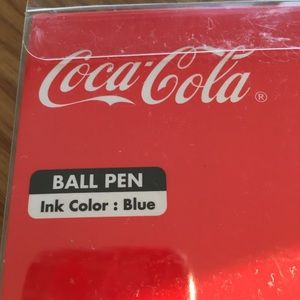 Coca-Cola ®
BALL PEN
Ink Color : Blue